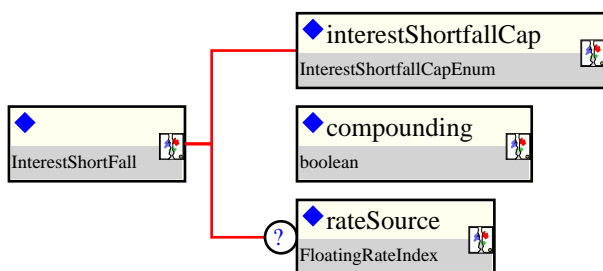 interestShortfallCap
InterestShortfallCapEnum
InterestShortFall
compounding
boolean
?
rateSource
FloatingRateIndex